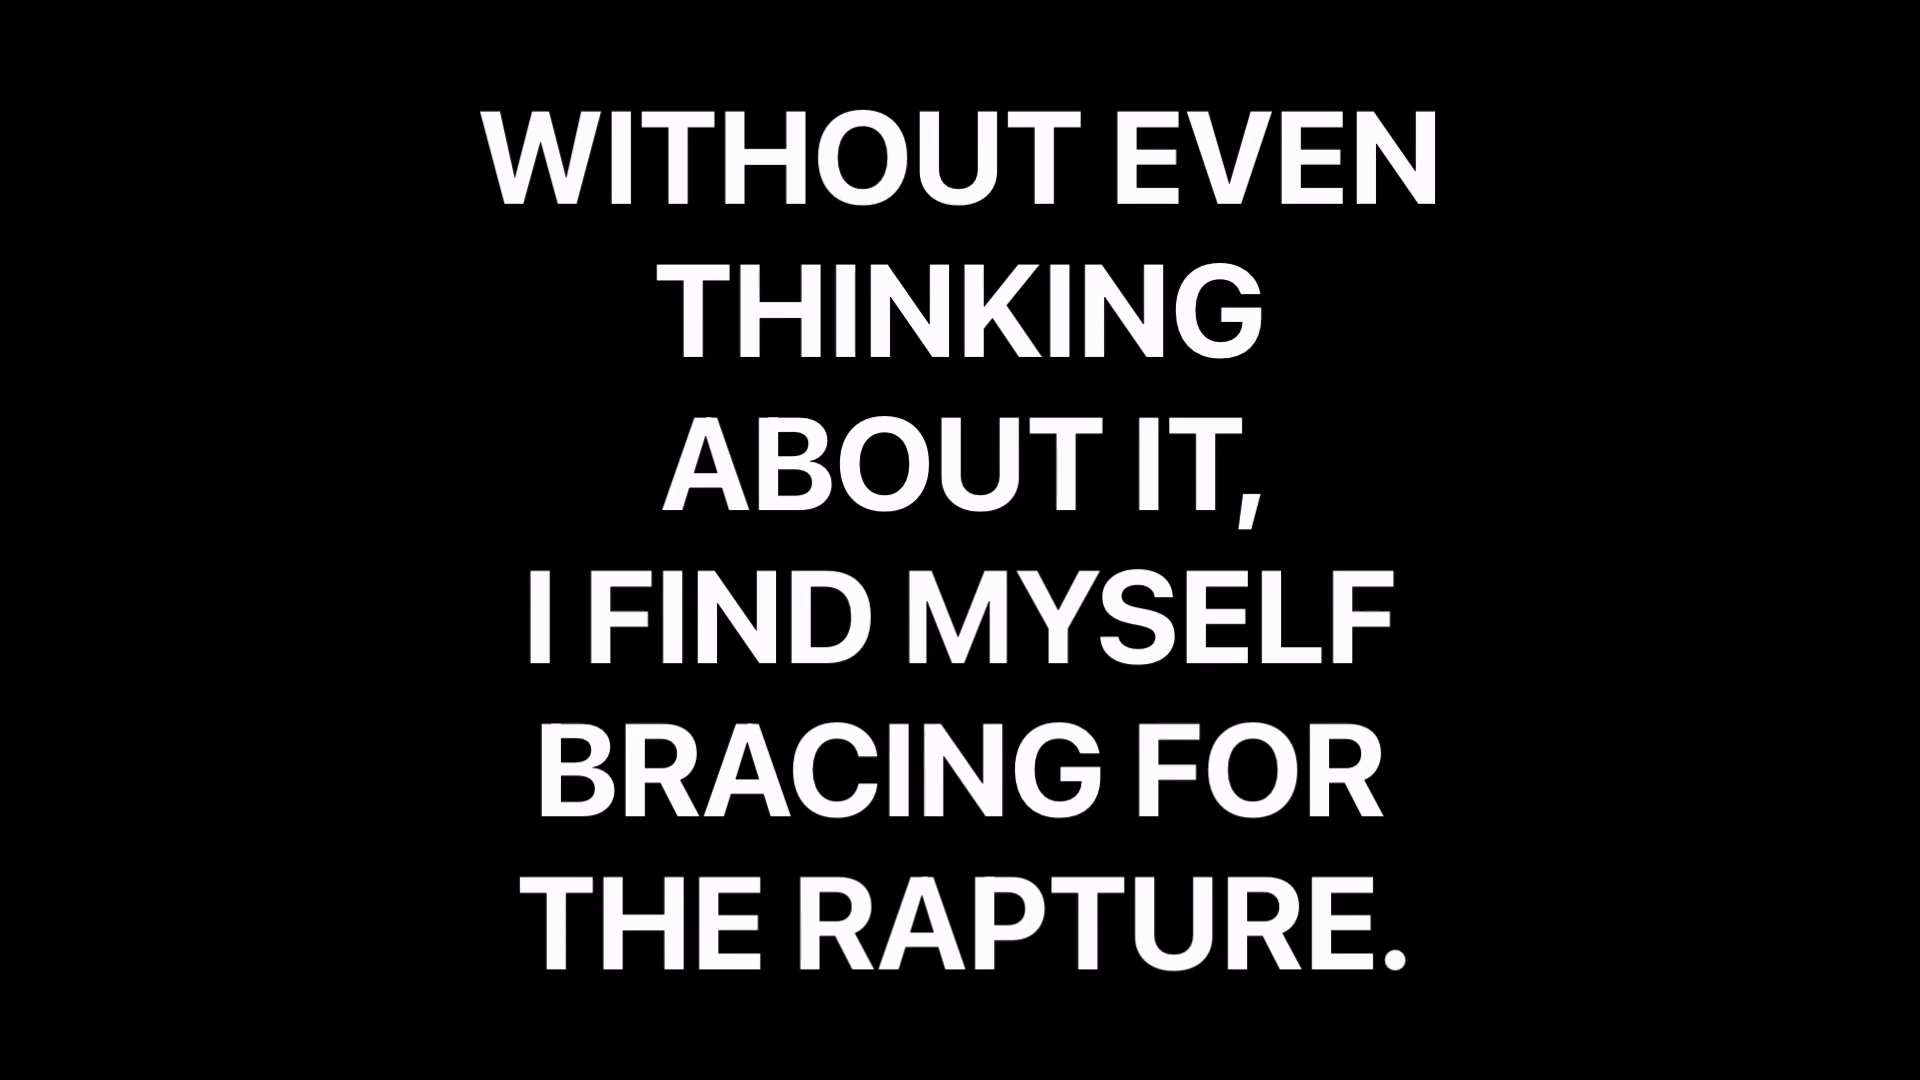 WITHOUT EVEN
THINKING
ABOUT IT,
I FIND MYSELF
BRACING FOR
THE RAPTURE.